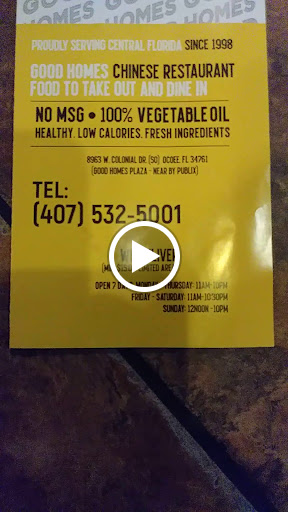 GOOD HOMES
HOMES
PROUDLY SERVING CENTRAL FLORIDA SINCE 1998
GOOD HOMES CHINESE RESTAURANT
FOOD TO TAKE OUT AND DINE IN
NO MSG • 100% VEGETABLE OIL
HEALTHY. LOW CALORIES. FRESH INGREDIENTS
8963 W. COLONIAL DR. (50) OCOEE, FL 34761
(GOOD HOMES PLAZA - NEAR BY PUBLIX)
TEL:
(407) 532-5001
OPEN 7 DAYS: MONDAY THURSDAY: 11AM-10PM
FRIDAY - SATURDAY: 11AM-10:30PM
SUNDAY: 12NOON -10PM